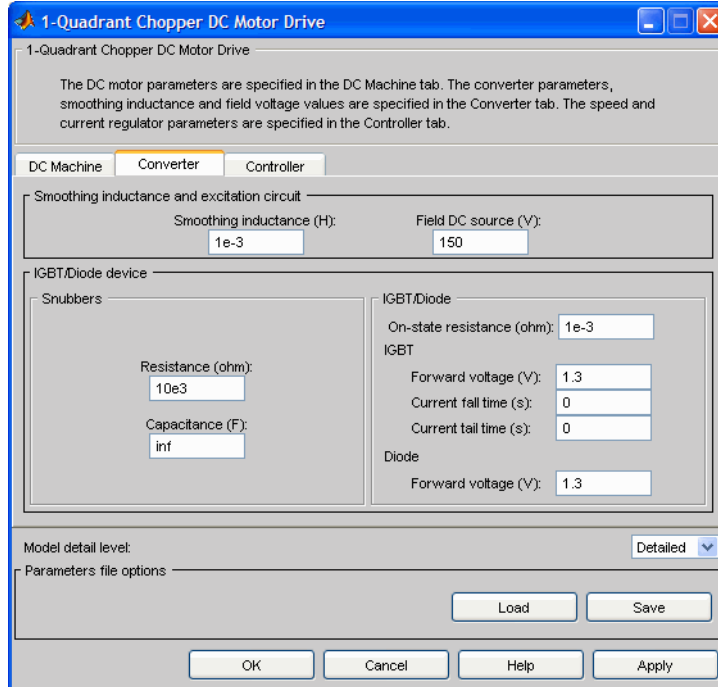 1-Quadrant Chopper DC Motor Drive
1-Quadrant Chopper DC Motor Drive
The DC motor parameters are specified in the DC Machine tab. The converter parameters,
smoothing inductance and field voltage values are specified in the Converter tab. The speed and
current regulator parameters are specified in the Controller tab.
DC Machine Converter Controller
Smoothing inductance and excitation circuit
Smoothing inductance (H): Field DC source (V):
1e-3 150
IGBT/Diode device
Snubbers IGBT/Diode
On-state resistance (ohm): 1e-3
IGBT
Resistance (ohm): Forward voltage (V): 1.3
10e3 Current fall time (s): 0
Capacitance (F): Current tail time (s): 0
inf
Diode
Forward voltage (V): 1.3
Model detail level: Detailed
Parameters file options
Load Save
OK Cancel Help Apply